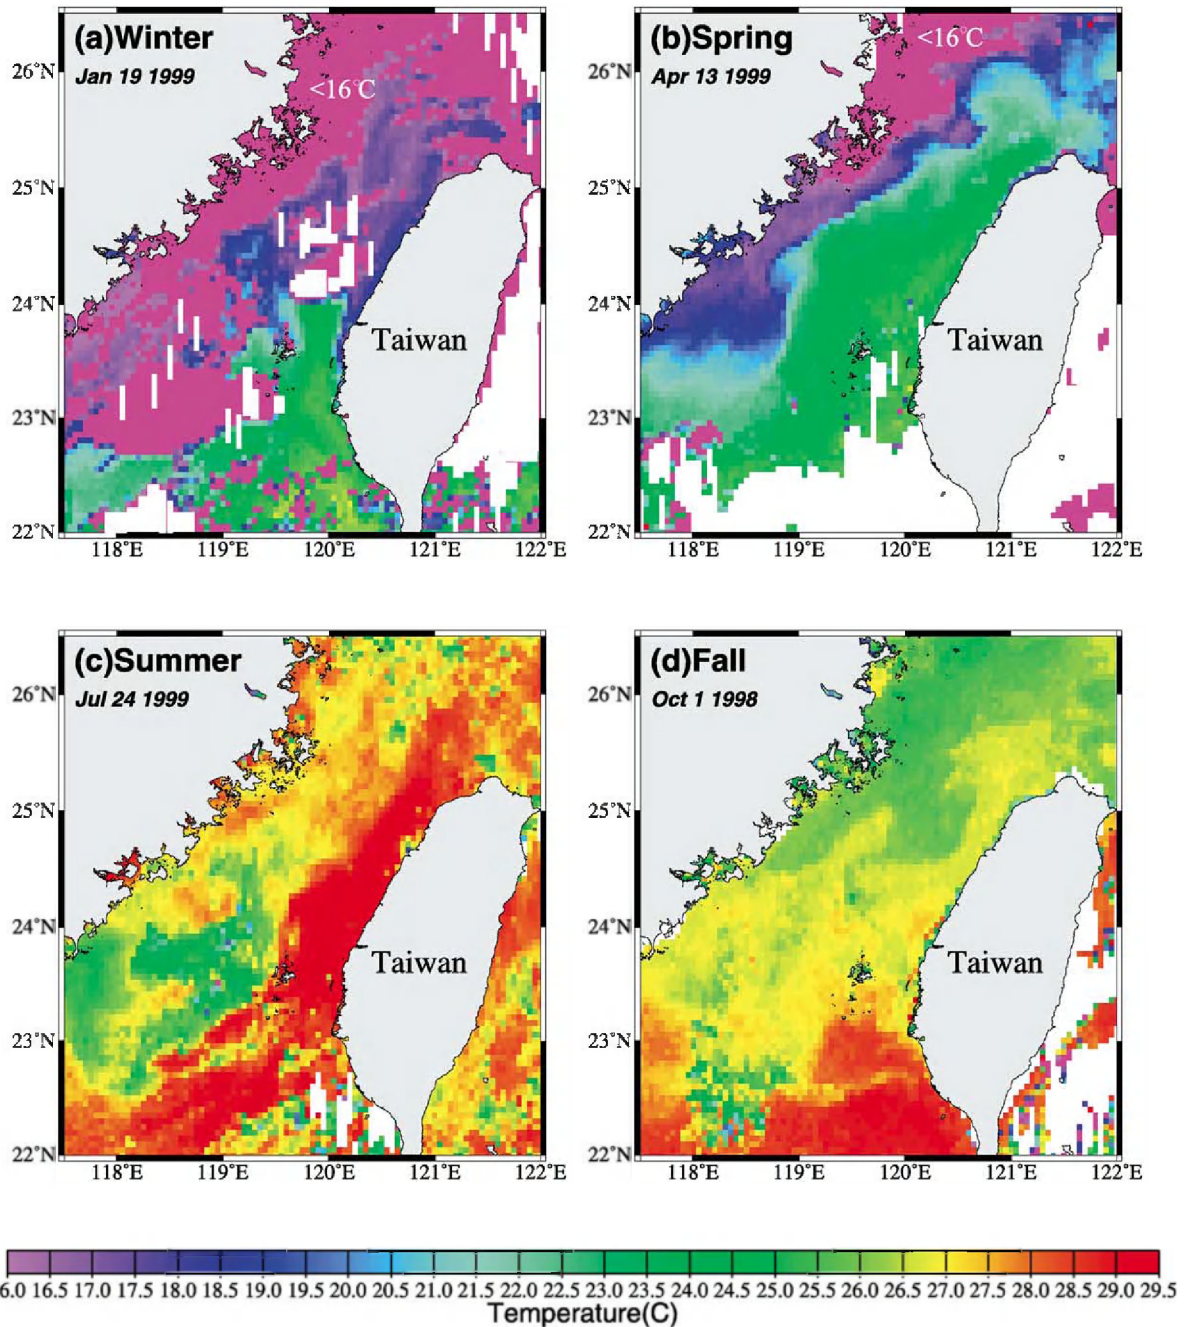 (a)Winter
Jan 19 1999
<16°C
Taiwan
26°N
25°N
24°N
23°N
22°N
118°E 119°E 120°E 121°E 122°E
(b)Spring
Apr 13 1999
<16°C
Taiwan
26°N
25°N
24°N
23°N
22°N
118°E 119°E 120°E 121°E 122°E
(c)Summer
Jul 24 1999
Taiwan
26°N
25°N
24°N
23°N
22°N
118°E 119°E 120°E 121°E 122°E
(d)Fall
Oct 1 1998
Taiwan
26°N
25°N
24°N
23°N
22°N
118°E 119°E 120°E 121°E 122°E
6.0 16.5 17.0 17.5 18.0 18.5 19.0 19.5 20.0 20.5 21.0 21.5 22.0 22.5 23.0 23.5 24.0 24.5 25.0 25.5 26.0 26.5 27.0 27.5 28.0 28.5 29.0 29.5
Temperature(C)